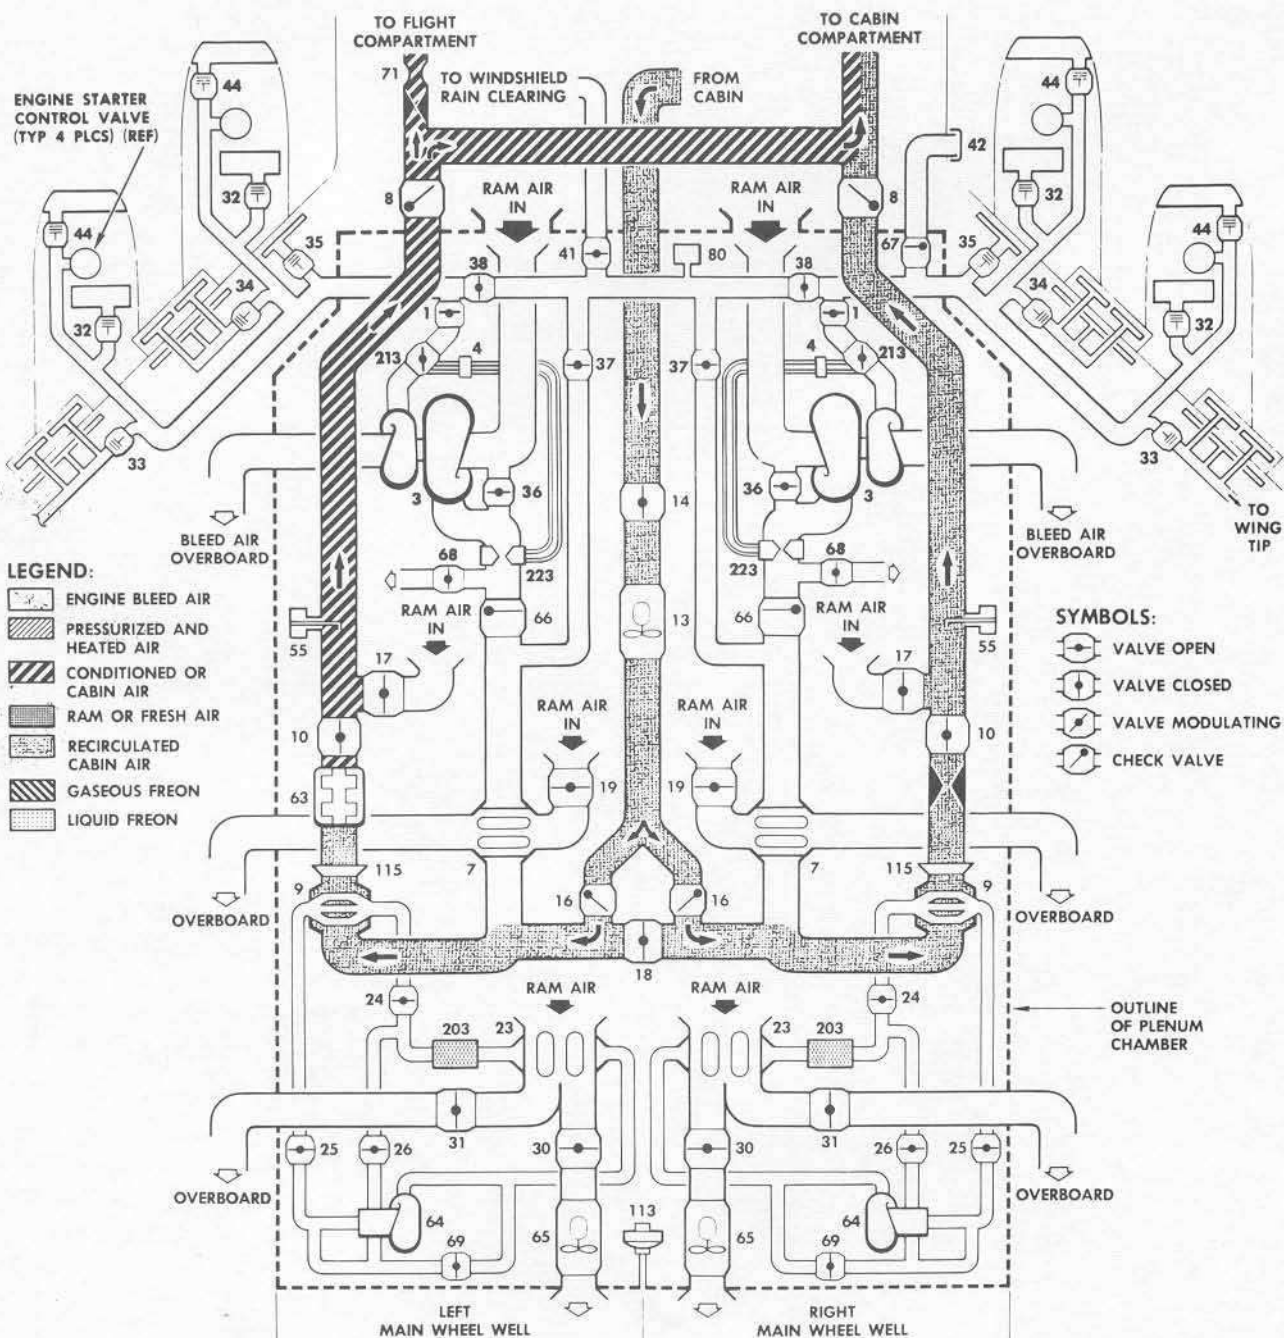 TO FLIGHT
COMPARTMENT
71
TO WINDSHIELD
RAIN CLEARING
FROM
CABIN
TO CABIN
COMPARTMENT
ENGINE STARTER
CONTROL VALVE
(TYP 4 PLCS) (REF)
44
44
44
44
42
32
32
32
32
8
RAM AIR
IN
RAM AIR
IN
8
35
41
80
67
35
34
38
38
34
1
1
213
4
37
37
4
213
33
33
3
36
14
36
3
BLEED AIR
OVERBOARD
BLEED AIR
OVERBOARD
TO
WING
TIP
68
223
223
68
LEGEND:
ENGINE BLEED AIR
PRESSURIZED AND
HEATED AIR
CONDITIONED OR
CABIN AIR
RAM OR FRESH AIR
RECIRCULATED
CABIN AIR
GASEOUS FREON
LIQUID FREON
RAM AIR
IN
66
13
66
RAM AIR
IN
55
55
17
17
SYMBOLS:
VALVE OPEN
VALVE CLOSED
VALVE MODULATING
CHECK VALVE
RAM AIR
IN
RAM AIR
IN
10
10
63
19
19
115
7
7
115
9
9
16
16
OVERBOARD
OVERBOARD
18
RAM AIR
RAM AIR
24
24
203
23
23
203
OUTLINE
OF PLENUM
CHAMBER
31
31
25
26
30
30
26
25
OVERBOARD
OVERBOARD
64
113
64
65
65
69
69
LEFT
MAIN WHEEL WELL
RIGHT
MAIN WHEEL WELL